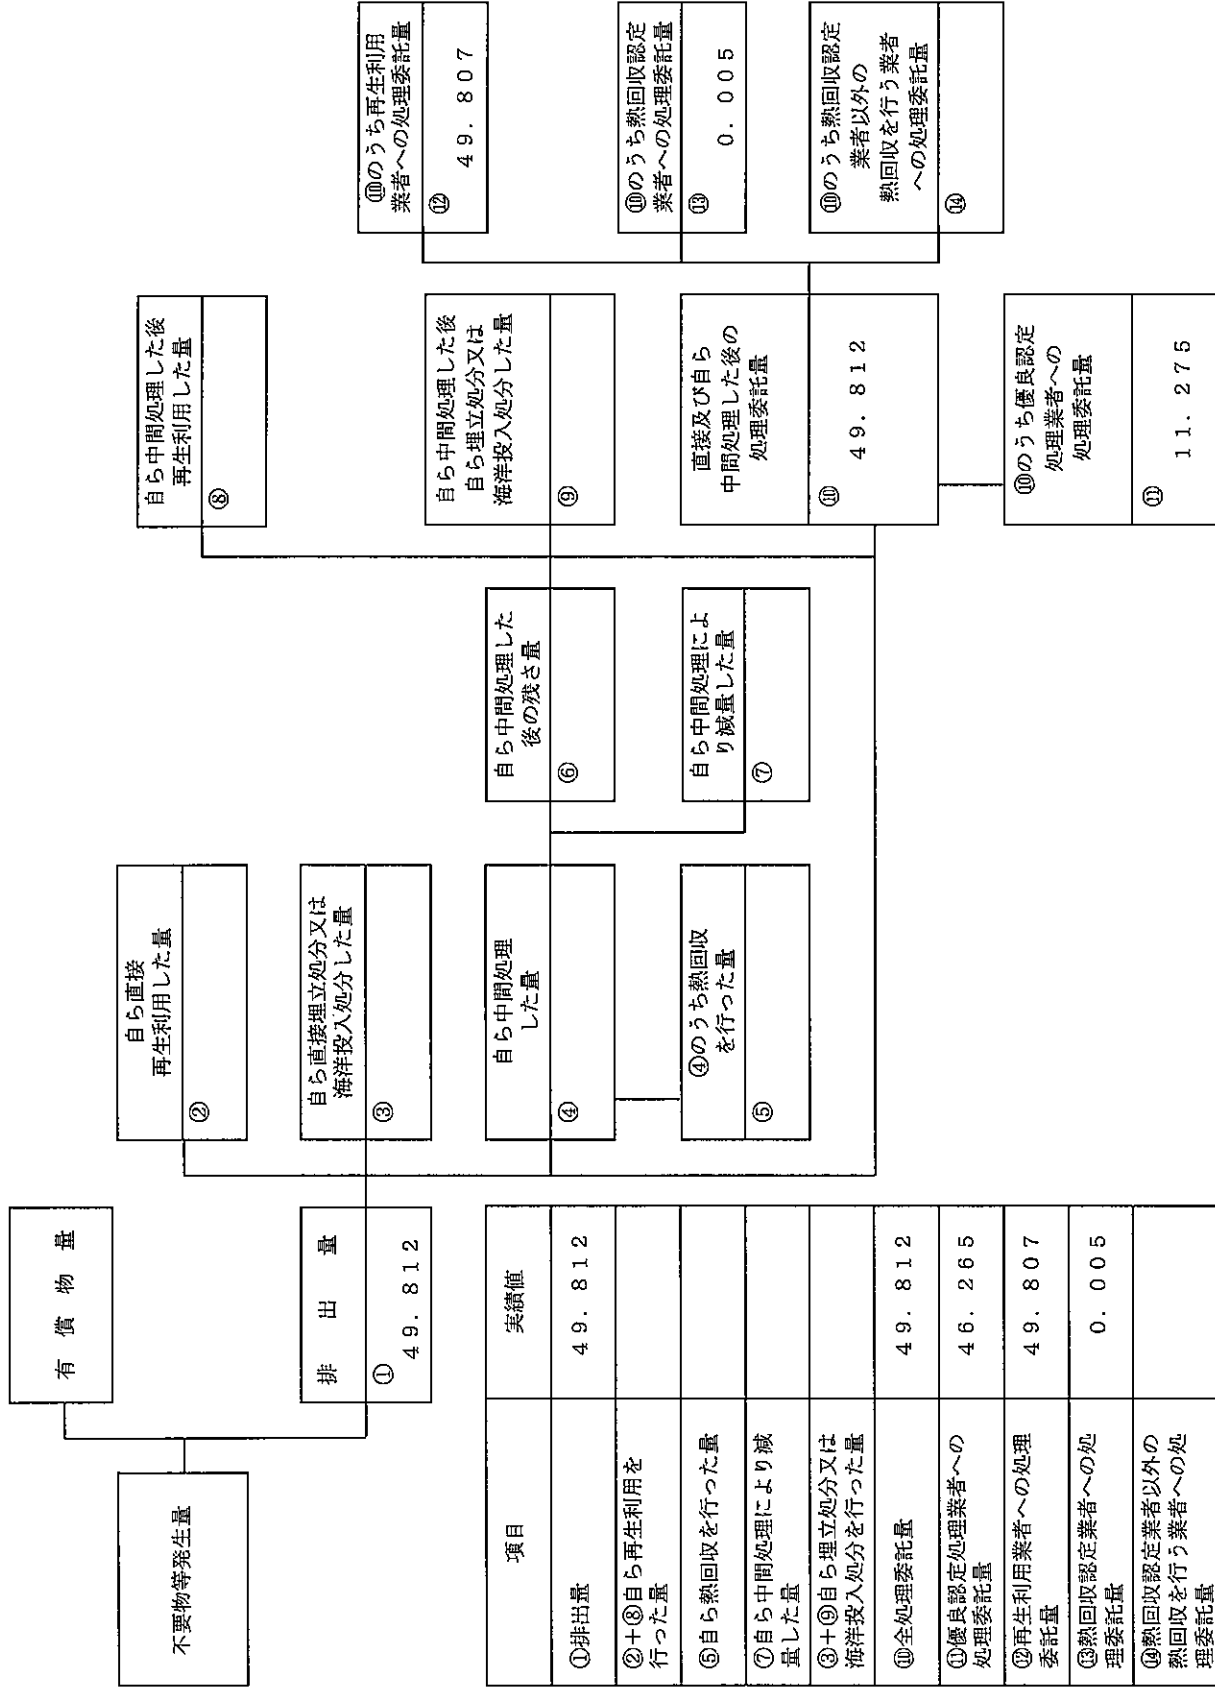 不要物等発生量
有償物量
排出量
①
49.812
自ら直接
再生利用した量
②
自ら直接埋立処分又は
海洋投入処分した量
③
自ら中間処理
した量
④
④のうち熱回収
を行った量
⑤
自ら中間処理した
後の残さ量
⑥
自ら中間処理によ
り減量した量
⑦
自ら中間処理した後
再生利用した量
⑧
自ら中間処理した後
自ら埋立処分又は
海洋投入処分した量
⑨
直接及び自ら
中間処理した後の
処理委託量
⑩
49.812
⑩のうち優良認定
処理業者への
処理委託量
⑪
11.275
⑩のうち再生利用
業者への処理委託量
⑫
49.807
⑩のうち熱回収認定
業者への処理委託量
⑬
0.005
⑩のうち熱回収認定
業者以外の
熱回収を行う業者
への処理委託量
⑭
項目 実績値
①排出量 49.812
②+⑧自ら再生利用を
行った量
⑤自ら熱回収を行った量
⑦自ら中間処理により減
量した量
③+⑨自ら埋立処分又は
海洋投入処分を行った量
⑩全処理委託量 49.812
⑪優良認定処理業者への
処理委託量 46.265
⑫再生利用業者への処理
委託量 49.807
⑬熱回収認定業者への処
理委託量 0.005
⑭熱回収認定業者以外の
熱回収を行う業者への処
理委託量